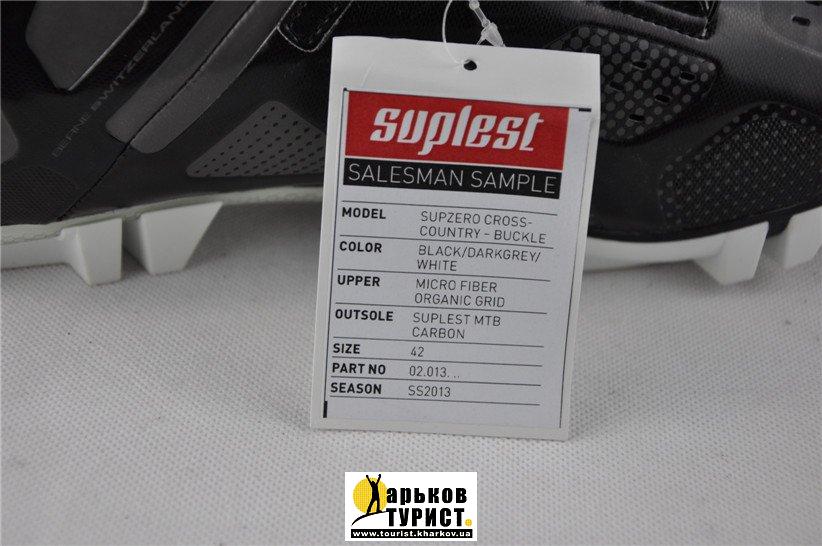 BERNE SWITZERLAND
suplest
SALESMAN SAMPLE
MODEL SUPZERO CROSS-
COUNTRY - BUCKLE
COLOR BLACK/DARKGREY/
WHITE
UPPER MICRO FIBER
ORGANIC GRID
OUTSOLE SUPLEST MTB
CARBON
SIZE 42
PART NO 02.013. ..
SEASON SS2013
Харьков
ТУРИСТ.
www.tourist.kharkov.ua